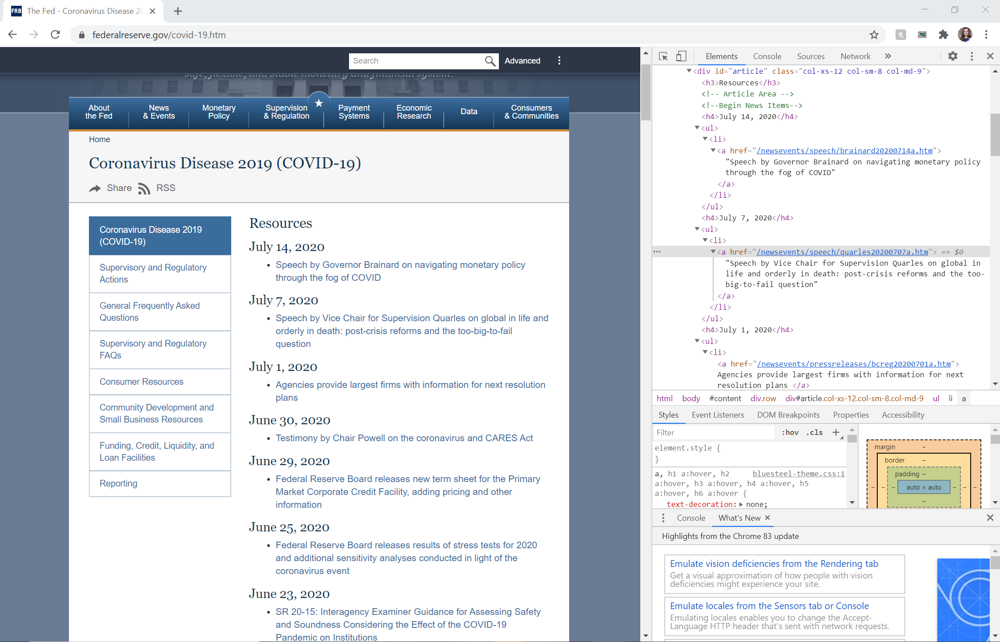 FRB The Fed - Coronavirus Disease 20
federalreserve.gov/covid-19.htm
Search
Advanced
safe, flexible, and stable monetary and financial system.
About
the Fed
News
& Events
Monetary
Policy
Supervision
& Regulation
Payment
Systems
Economic
Research
Data
Consumers
& Communities
Home
Coronavirus Disease 2019 (COVID-19)
Share
RSS
Coronavirus Disease 2019
(COVID-19)
Supervisory and Regulatory
Actions
General Frequently Asked
Questions
Supervisory and Regulatory
FAQs
Consumer Resources
Community Development and
Small Business Resources
Funding, Credit, Liquidity, and
Loan Facilities
Reporting
Resources
July 14, 2020
• Speech by Governor Brainard on navigating monetary policy
through the fog of COVID
July 7, 2020
• Speech by Vice Chair for Supervision Quarles on global in life and
orderly in death: post-crisis reforms and the too-big-to-fail
question
July 1, 2020
• Agencies provide largest firms with information for next resolution
plans
June 30, 2020
• Testimony by Chair Powell on the coronavirus and CARES Act
June 29, 2020
• Federal Reserve Board releases new term sheet for the Primary
Market Corporate Credit Facility, adding pricing and other
information
June 25, 2020
• Federal Reserve Board releases results of stress tests for 2020
and additional sensitivity analyses conducted in light of the
coronavirus event
June 23, 2020
• SR 20-15: Interagency Examiner Guidance for Assessing Safety
and Soundness Considering the Effect of the COVID-19
Pandemic on Institutions
Elements Console Sources Network »
<div id="article" class="col-xs-12 col-sm-8 col-md-9">
<h3>Resources</h3>
<!-- Article Area -->
<!--Begin News Items-->
<h4>July 14, 2020</h4>
<ul>
<li>
<a href="/newsevents/speech/brainard20200714a.htm">
"Speech by Governor Brainard on navigating monetary policy
through the fog of COVID"
</a>
</li>
</ul>
<h4>July 7, 2020</h4>
<ul>
<li>
··· <a href="/newsevents/speech/quarles20200707a.htm"> == $0
"Speech by Vice Chair for Supervision Quarles on global in
life and orderly in death: post-crisis reforms and the too-
big-to-fail question"
</a>
</li>
</ul>
<h4>July 1, 2020</h4>
<ul>
<li>
<a href="/newsevents/pressreleases/bcreg20200701a.htm">
Agencies provide largest firms with information for next
resolution plans </a>
html body #content div.row div#article.col-xs-12.col-sm-8.col-md-9 ul li a
Styles Event Listeners DOM Breakpoints Properties Accessibility
Filter :hov .cls +
element.style {
}
a, h1 a:hover, h2 bluesteel-theme.css:1
a:hover, h3 a:hover, h4 a:hover, h5
a:hover, h6 a:hover {
text-decoration: none;
margin –
border –
padding –
– – – auto × auto – – –
–
Console What's New
Highlights from the Chrome 83 update
Emulate vision deficiencies from the Rendering tab
Get a visual approximation of how people with vision
deficiencies might experience your site.
Emulate locales from the Sensors tab or Console
Emulating locales enables you to change the Accept-
Language HTTP header that's sent with network requests.